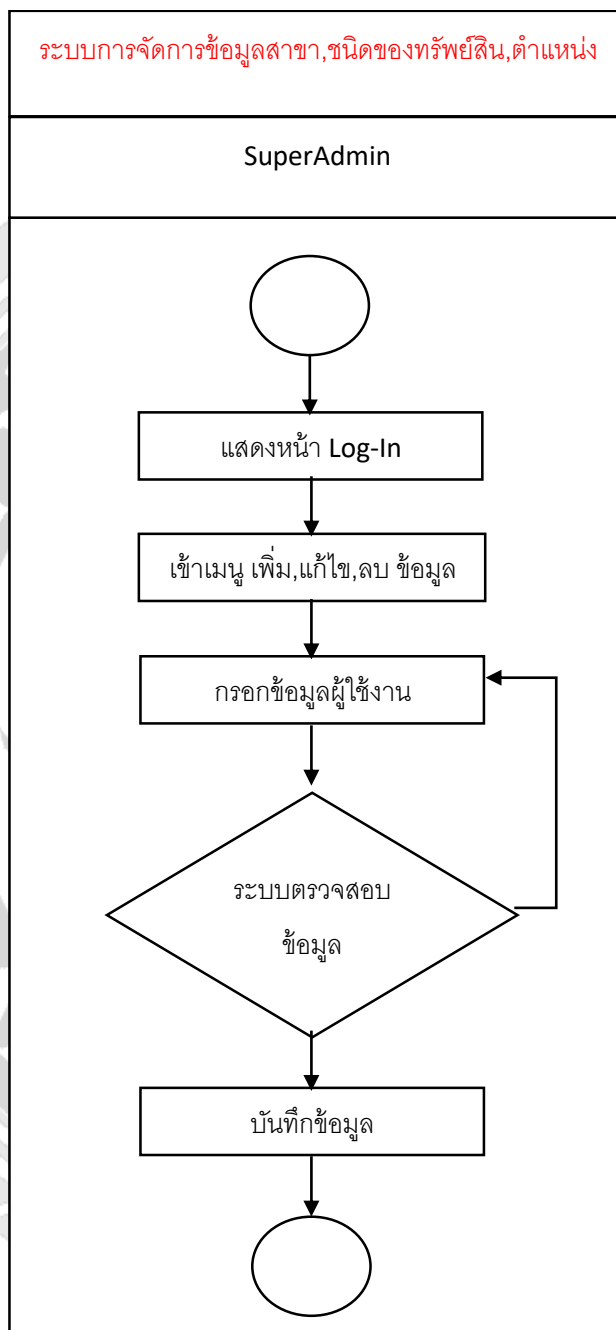 ระบบการจัดการข้อมูลสาขา,ชนิดของทรัพย์สิน,ตำแหน่ง
SuperAdmin
แสดงหน้า Log-In
เข้าเมนู เพิ่ม,แก้ไข,ลบ ข้อมูล
กรอกข้อมูลผู้ใช้งาน
ระบบตรวจสอบ
ข้อมูล
บันทึกข้อมูล